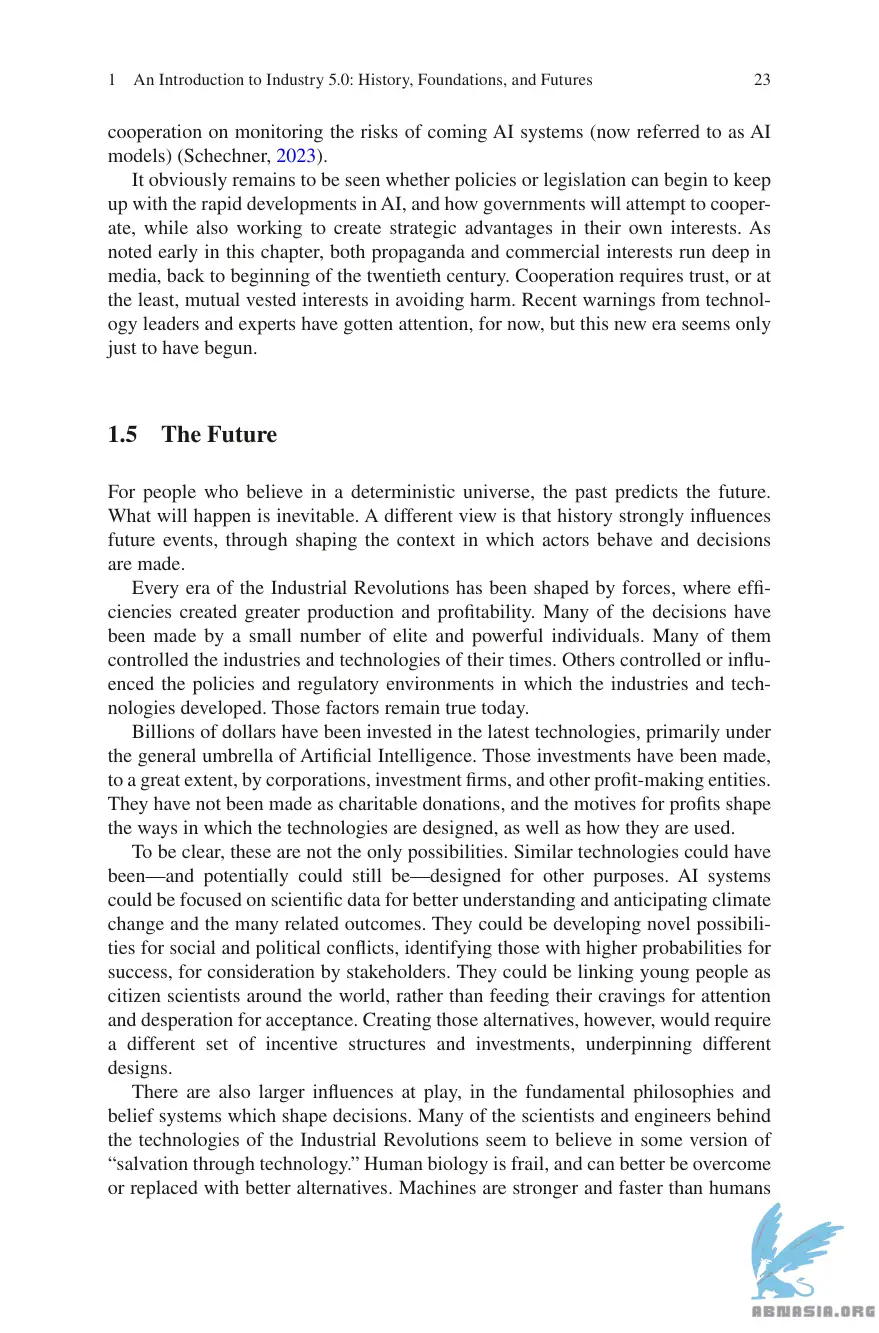 1 An Introduction to Industry 5.0: History, Foundations, and Futures 23
cooperation on monitoring the risks of coming AI systems (now referred to as AI
models) (Schechner, 2023).
It obviously remains to be seen whether policies or legislation can begin to keep
up with the rapid developments in AI, and how governments will attempt to cooper-
ate, while also working to create strategic advantages in their own interests. As
noted early in this chapter, both propaganda and commercial interests run deep in
media, back to beginning of the twentieth century. Cooperation requires trust, or at
the least, mutual vested interests in avoiding harm. Recent warnings from technol-
ogy leaders and experts have gotten attention, for now, but this new era seems only
just to have begun.
1.5 The Future
For people who believe in a deterministic universe, the past predicts the future.
What will happen is inevitable. A different view is that history strongly influences
future events, through shaping the context in which actors behave and decisions
are made.
Every era of the Industrial Revolutions has been shaped by forces, where effi-
ciencies created greater production and profitability. Many of the decisions have
been made by a small number of elite and powerful individuals. Many of them
controlled the industries and technologies of their times. Others controlled or influ-
enced the policies and regulatory environments in which the industries and tech-
nologies developed. Those factors remain true today.
Billions of dollars have been invested in the latest technologies, primarily under
the general umbrella of Artificial Intelligence. Those investments have been made,
to a great extent, by corporations, investment firms, and other profit-making entities.
They have not been made as charitable donations, and the motives for profits shape
the ways in which the technologies are designed, as well as how they are used.
To be clear, these are not the only possibilities. Similar technologies could have
been—and potentially could still be—designed for other purposes. AI systems
could be focused on scientific data for better understanding and anticipating climate
change and the many related outcomes. They could be developing novel possibili-
ties for social and political conflicts, identifying those with higher probabilities for
success, for consideration by stakeholders. They could be linking young people as
citizen scientists around the world, rather than feeding their cravings for attention
and desperation for acceptance. Creating those alternatives, however, would require
a different set of incentive structures and investments, underpinning different
designs.
There are also larger influences at play, in the fundamental philosophies and
belief systems which shape decisions. Many of the scientists and engineers behind
the technologies of the Industrial Revolutions seem to believe in some version of
“salvation through technology.” Human biology is frail, and can better be overcome
or replaced with better alternatives. Machines are stronger and faster than humans
ABNASIA.ORG